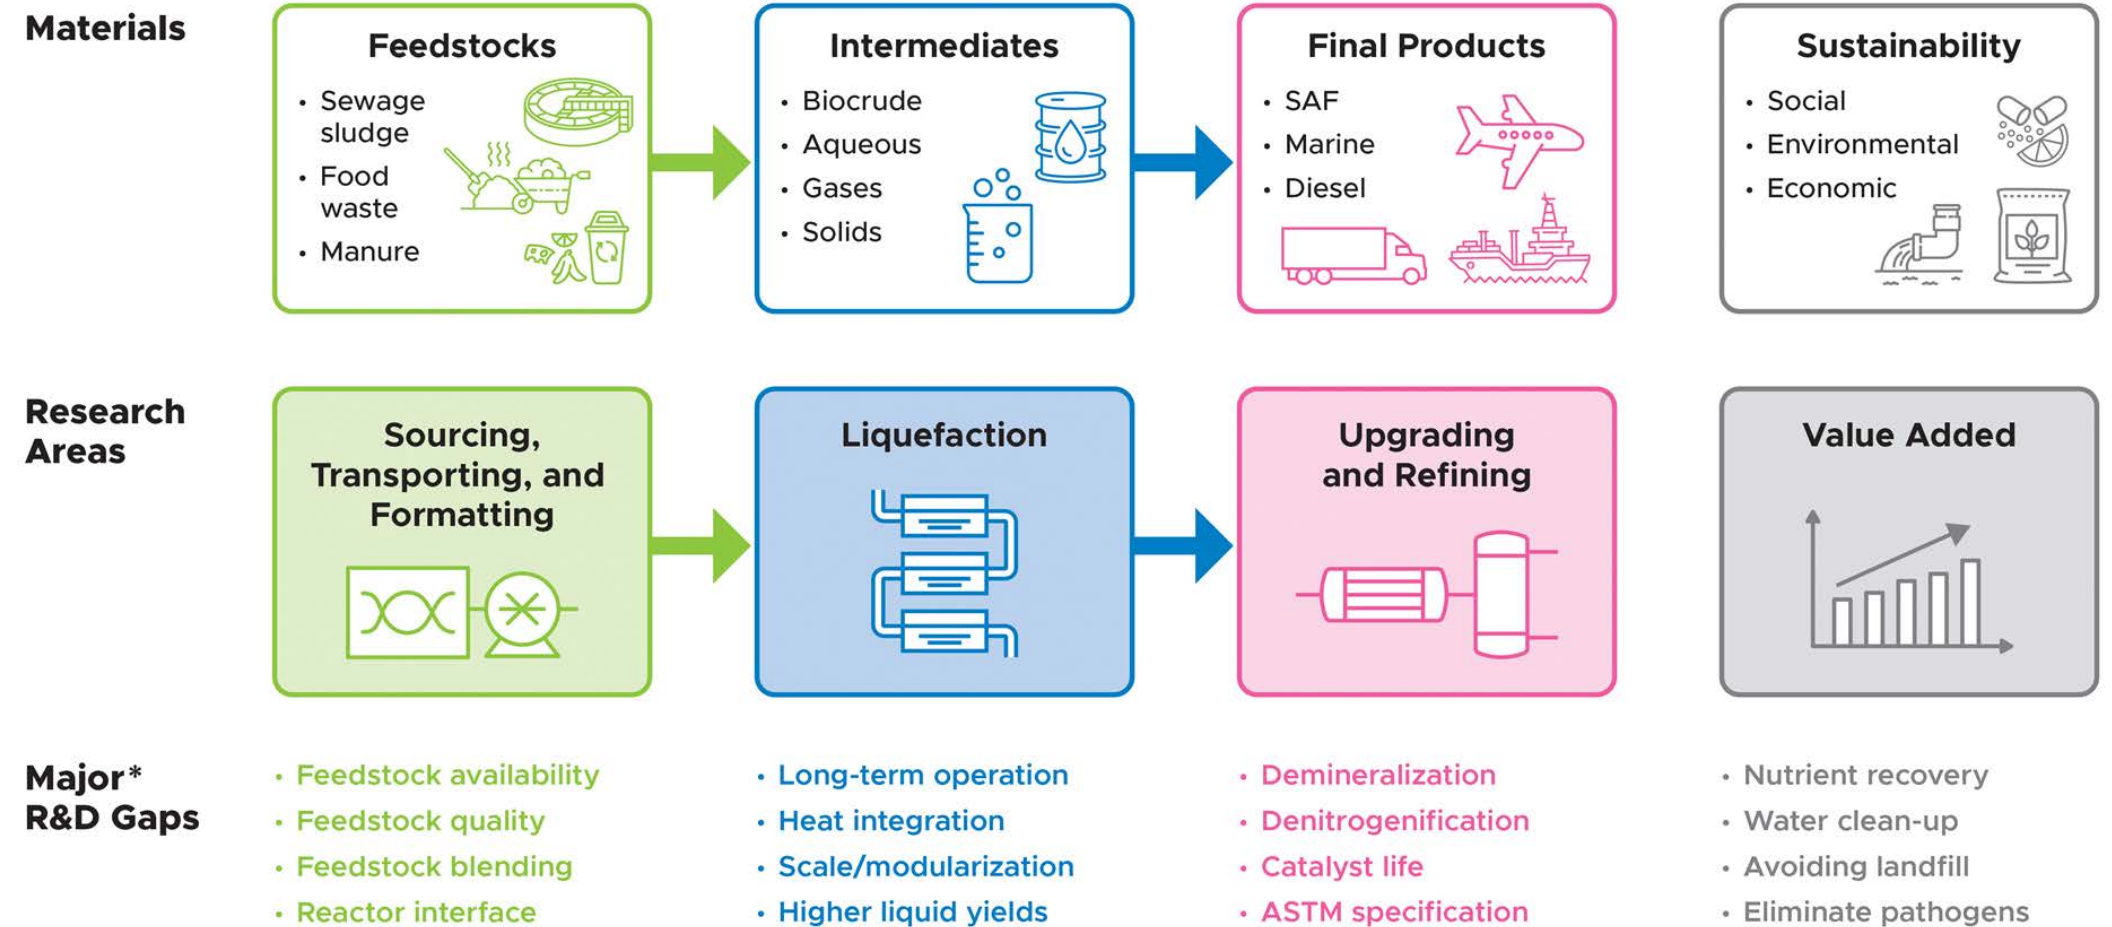 Materials
Feedstocks
• Sewage
sludge
• Food
waste
• Manure
Intermediates
• Biocrude
• Aqueous
• Gases
• Solids
Final Products
• SAF
• Marine
• Diesel
Sustainability
• Social
• Environmental
• Economic
Research
Areas
Sourcing,
Transporting, and
Formatting
Liquefaction
Upgrading
and Refining
Value Added
Major*
R&D Gaps
• Feedstock availability
• Feedstock quality
• Feedstock blending
• Reactor interface
• Long-term operation
• Heat integration
• Scale/modularization
• Higher liquid yields
• Demineralization
• Denitrogenification
• Catalyst life
• ASTM specification
• Nutrient recovery
• Water clean-up
• Avoiding landfill
• Eliminate pathogens